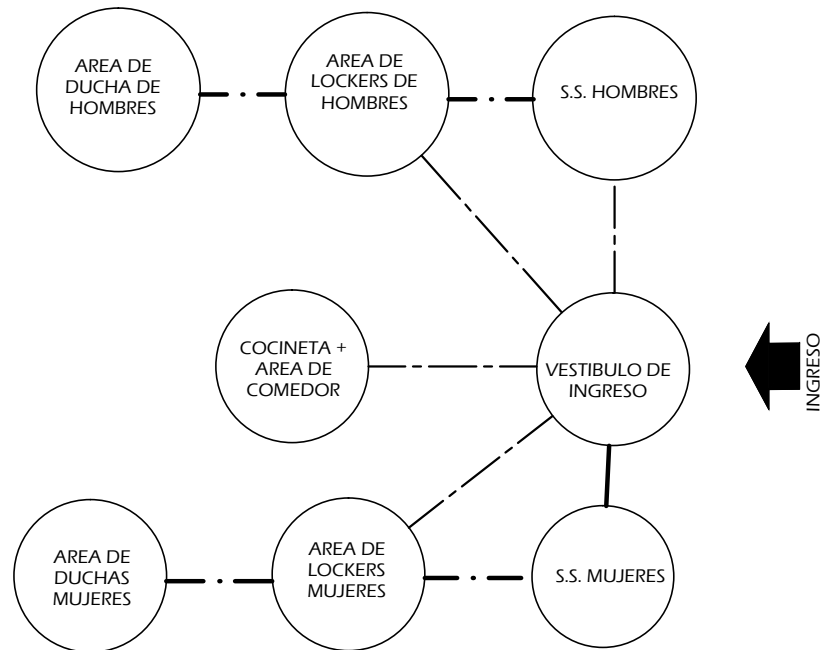 AREA DE
DUCHA DE
HOMBRES
AREA DE
LOCKERS DE
HOMBRES
S.S. HOMBRES
COCINETA +
AREA DE
COMEDOR
VESTIBULO DE
INGRESO
INGRESO
AREA DE
DUCHAS
MUJERES
AREA DE
LOCKERS
MUJERES
S.S. MUJERES